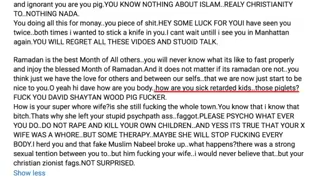 and ignorant you are you pig.YOU KNOW NOTHING ABOUT ISLAM..REALY CHRISTIANITY
TO..NOTHING NADA.
You doing all this for money..you piece of shit.HEY SOME LUCK FOR YOU!I have seen you
twice..both times i wanted to stick a knife in you.I cant wait untill i see you in Manhattan
again.YOU WILL REGRET ALL THESE VIDOES AND STUOID TALK.
Ramadan is the best Month of All others..you will never know what its like to fast properly
and injoy the blessed Month of Ramadan.And it does not matter if its ramadan ore not..you
think just we have the love for others and between our selfs..that we are now just start to be
nice to you.O yeah hi dave how are you body..how are you sick retarded kids..those piglets?
FUCK YOU DAVID SHAYTAN WOOD PIG FUCKER.
How is your super whore wife?is she still fucking the whole town.You know that i know that
bitch.Thats why she left your stupid psychpath ass..faggot.PLEASE PSYCHO WHAT EVER
YOU DO..DO NOT RAPE AND KILL YOUR OWN CHILDREN..AND YESS ITS TRUE THAT YOUR X
WIFE WAS A WHORE..BUT SOME THERAPY..MAYBE SHE WILL STOP FUCKING EVERY
BODY.I herd you and that fake Muslim Nabeel broke up..what happens?there was a strong
sexual tention between you to..but him fucking your wife..i would never believe that..but your
christian zionist fags..NOT SURPRISED.
Show less